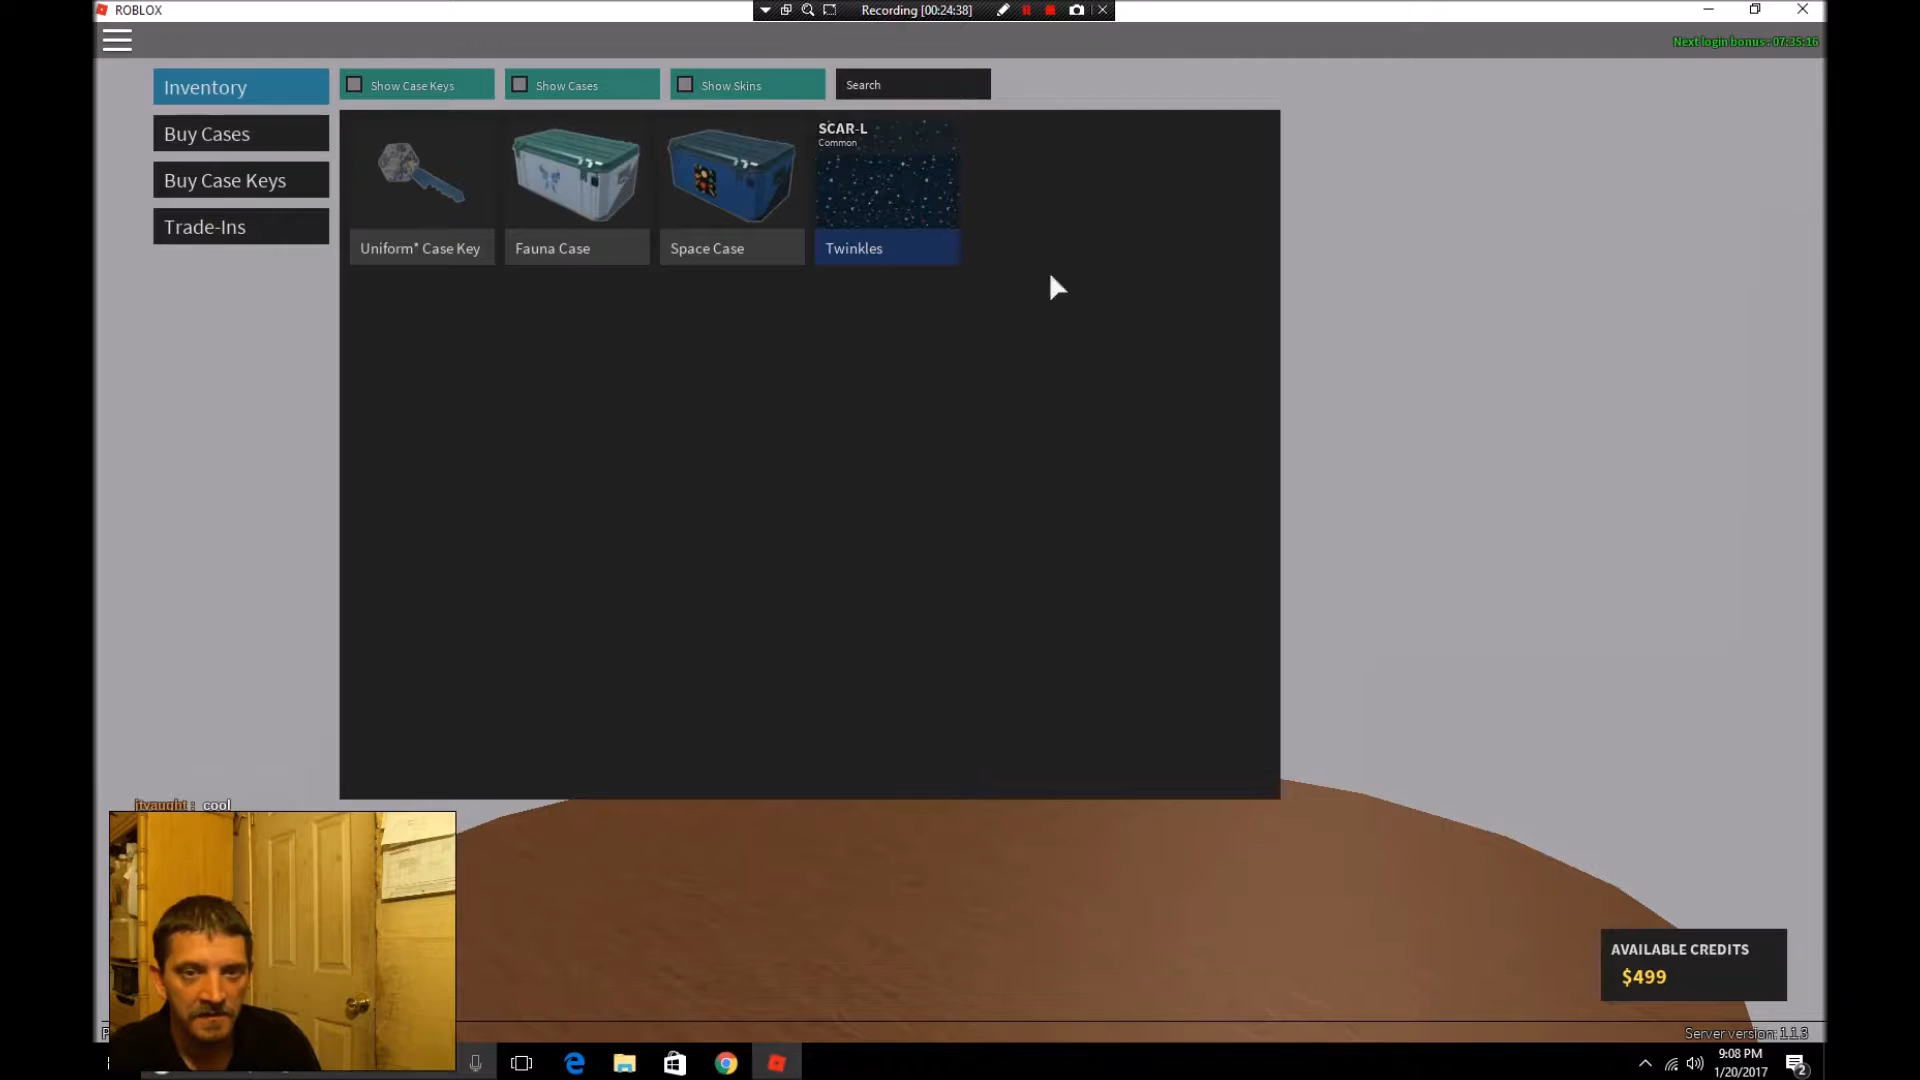 ROBLOX
Recording [00:24:38]
Next login bonus : 07:35:16
Inventory
Show Case Keys
Show Cases
Show Skins
Search
Buy Cases
Buy Case Keys
Trade-Ins
SCAR-L
Common
Uniform* Case Key
Fauna Case
Space Case
Twinkles
jtvaught : cool
AVAILABLE CREDITS
$499
Server version: 1.1.3
9:08 PM
1/20/2017
2